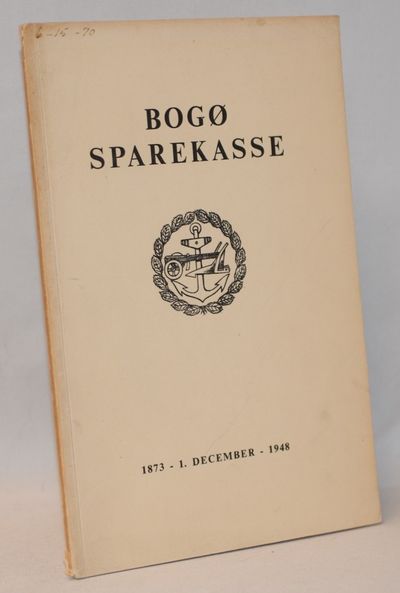 6-15-70
BOGØ
SPAREKASSE
1873 - 1. DECEMBER - 1948